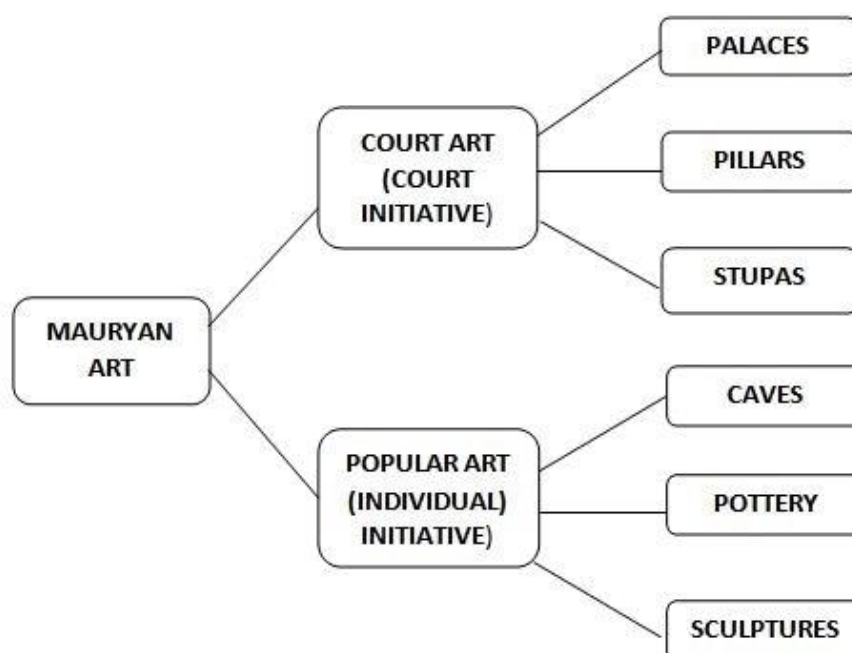 MAURYAN
ART
COURT ART
(COURT
INITIATIVE)
PALACES
PILLARS
STUPAS
POPULAR ART
(INDIVIDUAL)
INITIATIVE)
CAVES
POTTERY
SCULPTURES